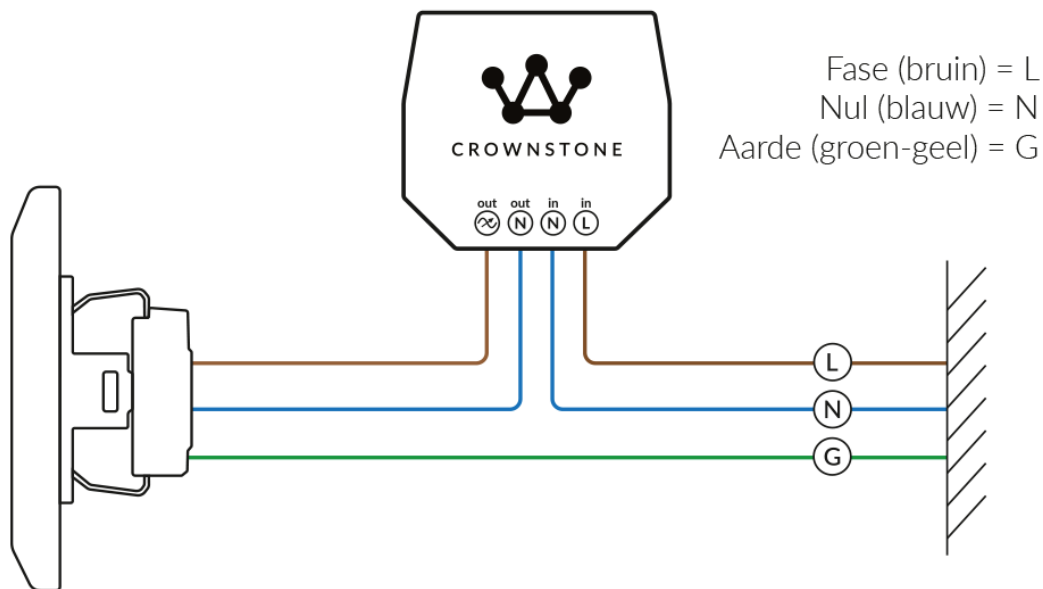 CROWNSTONE
Fase (bruin) = L
Nul (blauw) = N
Aarde (groen-geel) = G
out out in in
N N L
L
N
G